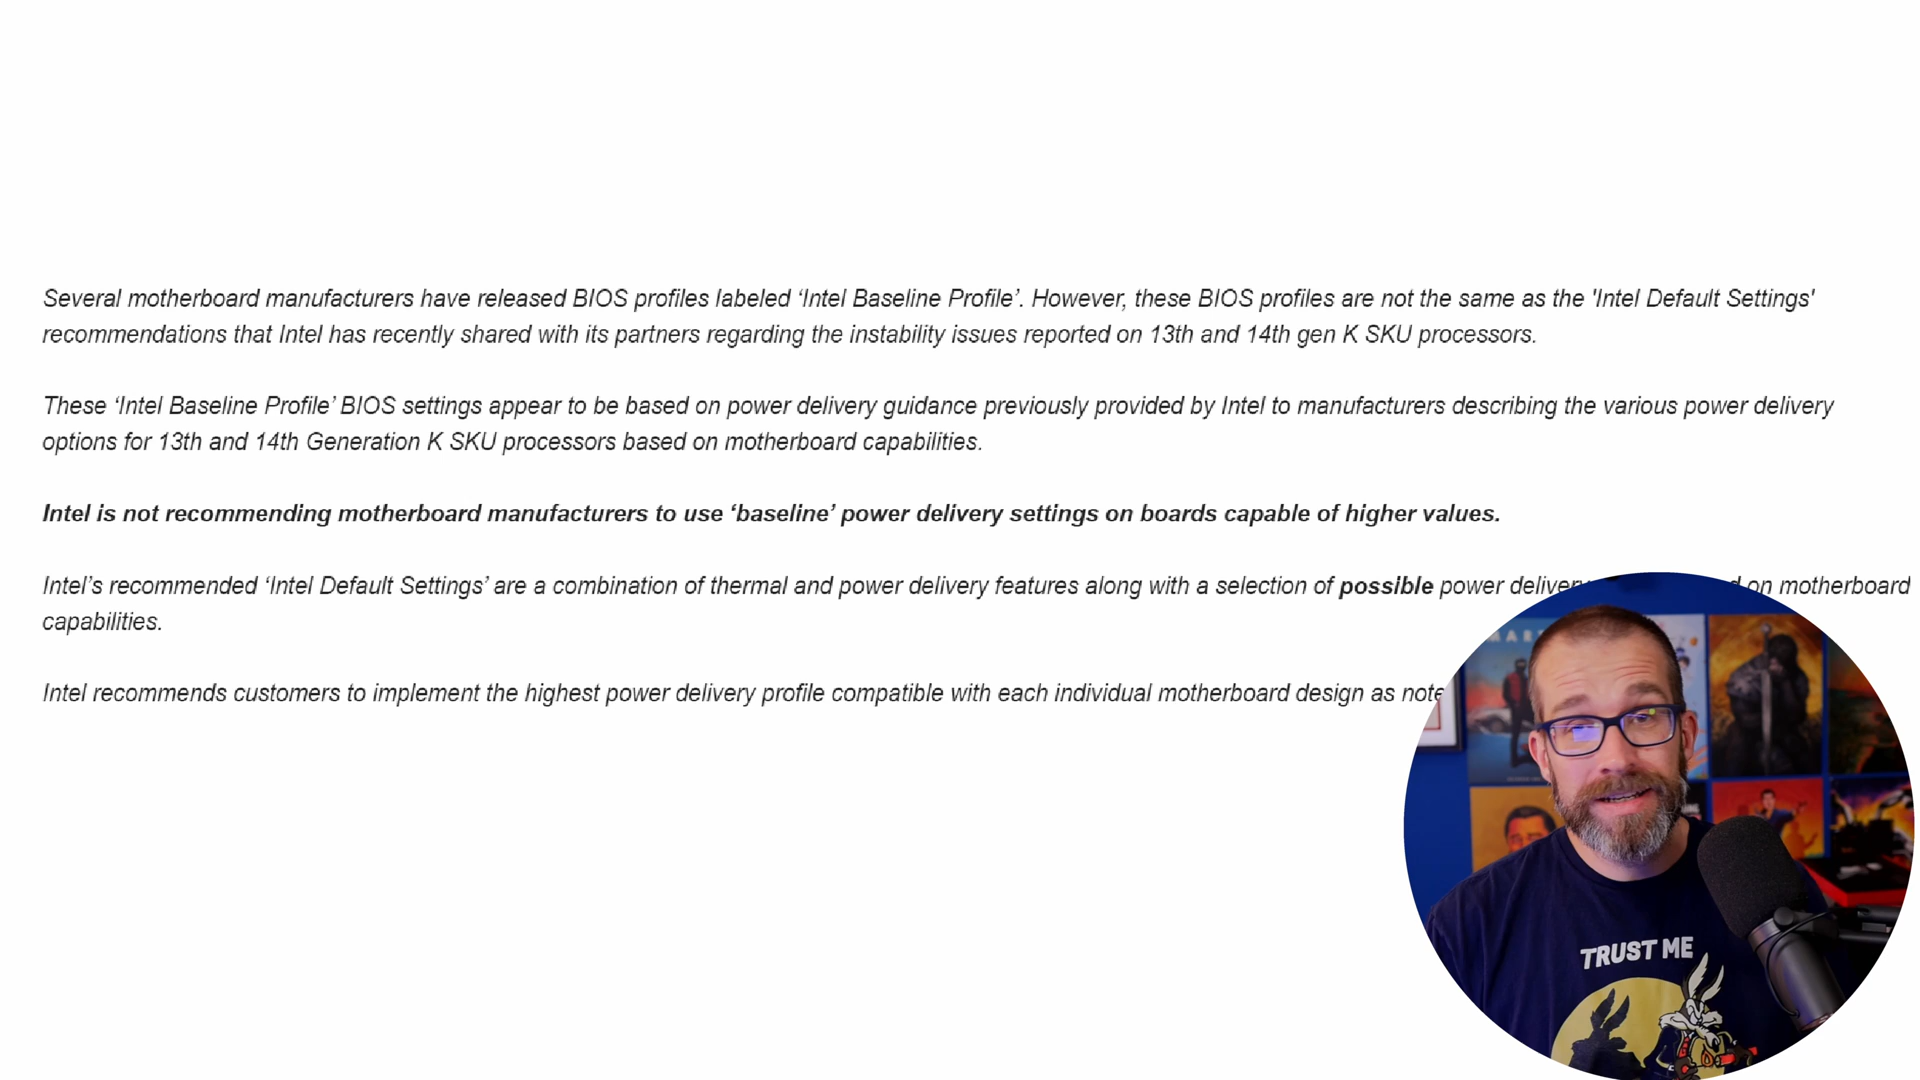 Several motherboard manufacturers have released BIOS profiles labeled ‘Intel Baseline Profile’. However, these BIOS profiles are not the same as the 'Intel Default Settings'
recommendations that Intel has recently shared with its partners regarding the instability issues reported on 13th and 14th gen K SKU processors.
These ‘Intel Baseline Profile’ BIOS settings appear to be based on power delivery guidance previously provided by Intel to manufacturers describing the various power delivery
options for 13th and 14th Generation K SKU processors based on motherboard capabilities.
Intel is not recommending motherboard manufacturers to use ‘baseline’ power delivery settings on boards capable of higher values.
Intel’s recommended ‘Intel Default Settings’ are a combination of thermal and power delivery features along with a selection of possible power delivery on motherboard
capabilities.
Intel recommends customers to implement the highest power delivery profile compatible with each individual motherboard design as
TRUST ME